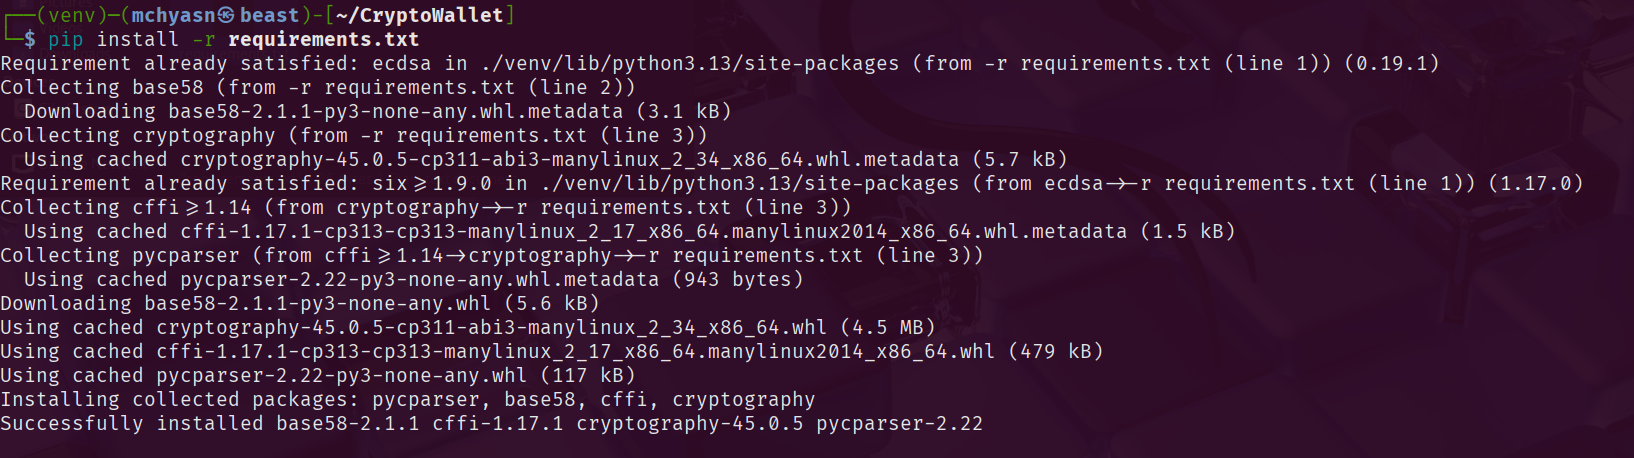 ┌──(venv)─(mchyasn㉿beast)-[~/CryptoWallet]
└─$ pip install -r requirements.txt
Requirement already satisfied: ecdsa in ./venv/lib/python3.13/site-packages (from -r requirements.txt (line 1)) (0.19.1)
Collecting base58 (from -r requirements.txt (line 2))
  Downloading base58-2.1.1-py3-none-any.whl.metadata (3.1 kB)
Collecting cryptography (from -r requirements.txt (line 3))
  Using cached cryptography-45.0.5-cp311-abi3-manylinux_2_34_x86_64.whl.metadata (5.7 kB)
Requirement already satisfied: six>=1.9.0 in ./venv/lib/python3.13/site-packages (from ecdsa->-r requirements.txt (line 1)) (1.17.0)
Collecting cffi>=1.14 (from cryptography->-r requirements.txt (line 3))
  Using cached cffi-1.17.1-cp313-cp313-manylinux_2_17_x86_64.manylinux2014_x86_64.whl.metadata (1.5 kB)
Collecting pycparser (from cffi>=1.14->cryptography->-r requirements.txt (line 3))
  Using cached pycparser-2.22-py3-none-any.whl.metadata (943 bytes)
Downloading base58-2.1.1-py3-none-any.whl (5.6 kB)
Using cached cryptography-45.0.5-cp311-abi3-manylinux_2_34_x86_64.whl (4.5 MB)
Using cached cffi-1.17.1-cp313-cp313-manylinux_2_17_x86_64.manylinux2014_x86_64.whl (479 kB)
Using cached pycparser-2.22-py3-none-any.whl (117 kB)
Installing collected packages: pycparser, base58, cffi, cryptography
Successfully installed base58-2.1.1 cffi-1.17.1 cryptography-45.0.5 pycparser-2.22